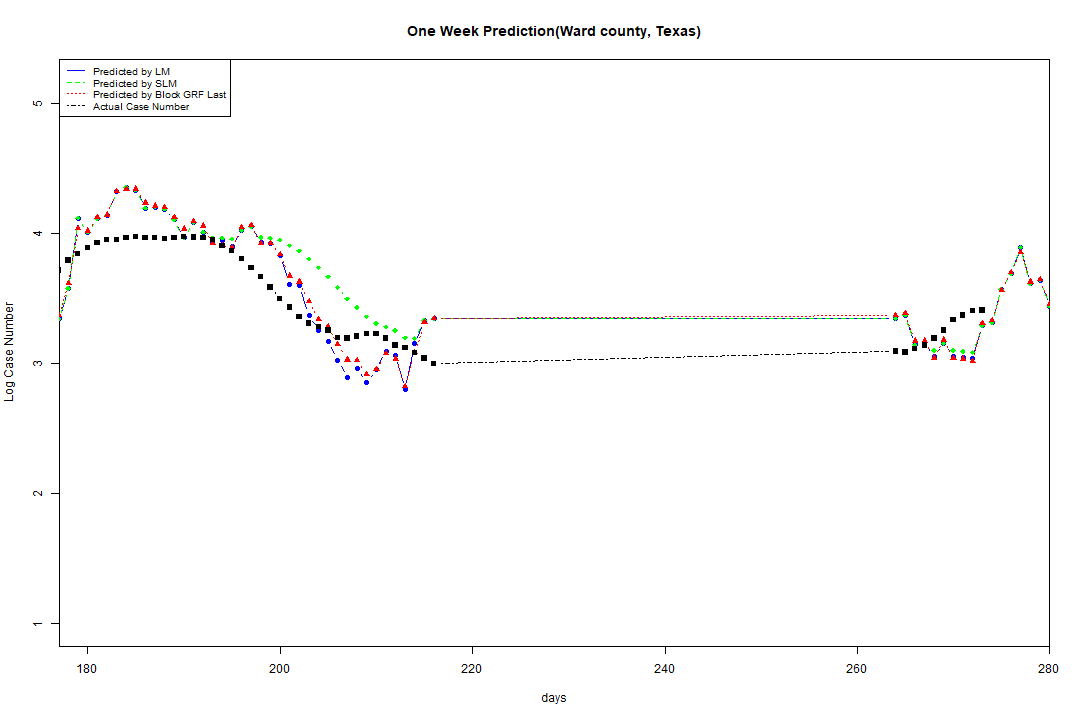 One Week Prediction(Ward county, Texas)
Predicted by LM
Predicted by SLM
Predicted by Block GRF Last
Actual Case Number
5
4
3
2
1
Log Case Number
180 200 220 240 260 280
days